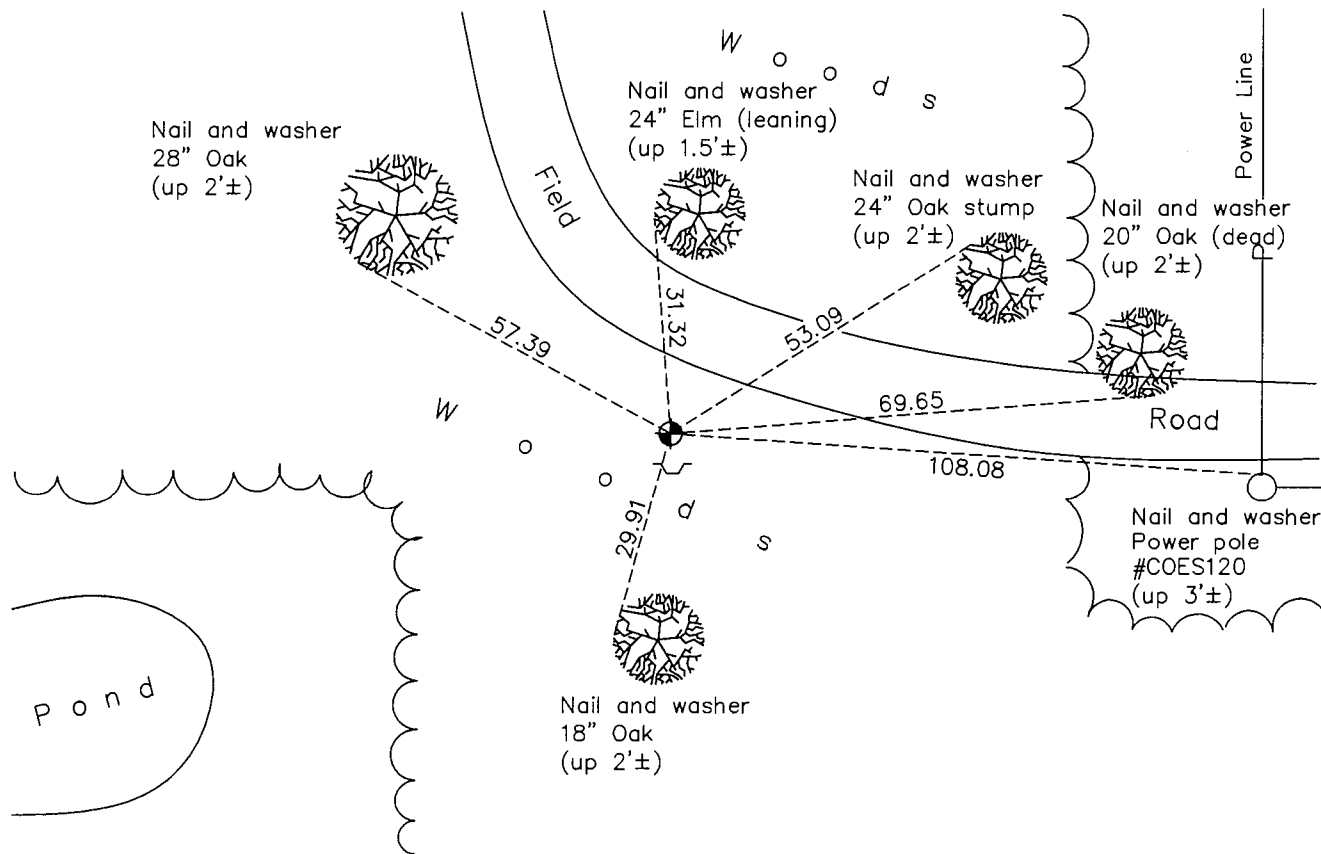 W o o d s
Nail and washer
24" Elm (leaning)
(up 1.5'±)
Power Line
Nail and washer
28" Oak
(up 2'±)
Field
Nail and washer
24" Oak stump
(up 2'±)
Nail and washer
20" Oak (dead)
(up 2'±)
P
57.39
31.32
53.09
69.65
Road
W o o d s
108.08
29.91
Nail and washer
Power pole
#COES120
(up 3'±)
Pond
Nail and washer
18" Oak
(up 2'±)